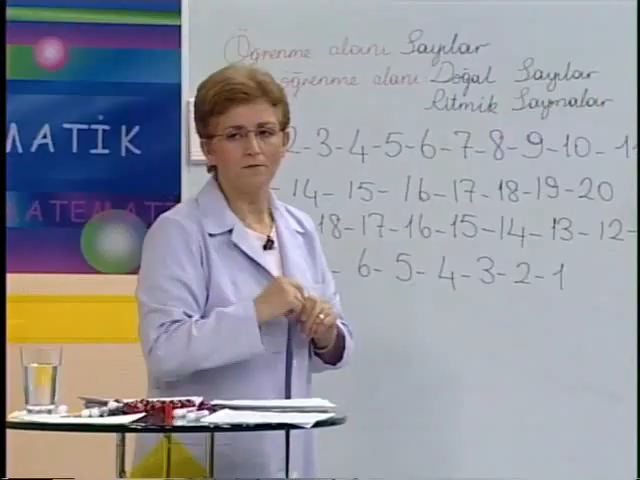 MATİK
MATEMATİ
Öğrenme alanı Sayılar
öğrenme alanı Doğal Sayılar
Ritmik Saymalar
2-3-4-5-6-7-8-9-10-
-14-15-16-17-18-19-20
18-17-16-15-14-13-12-
-6-5-4-3-2-1